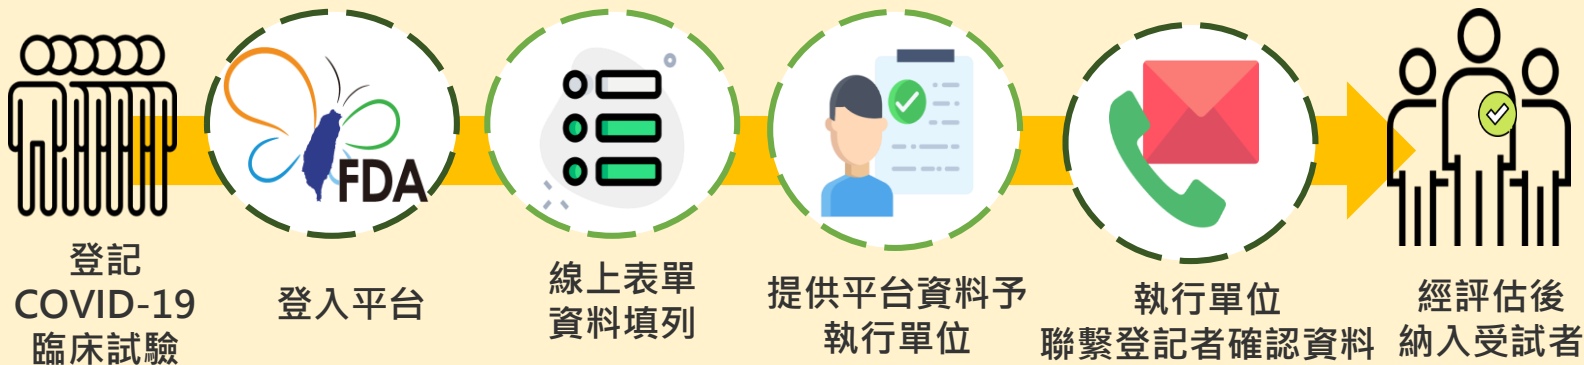 FDA
登記
COVID-19
臨床試驗
登入平台
線上表單
資料填列
提供平台資料予
執行單位
執行單位
聯繫登記者確認資料
經評估後
納入受試者